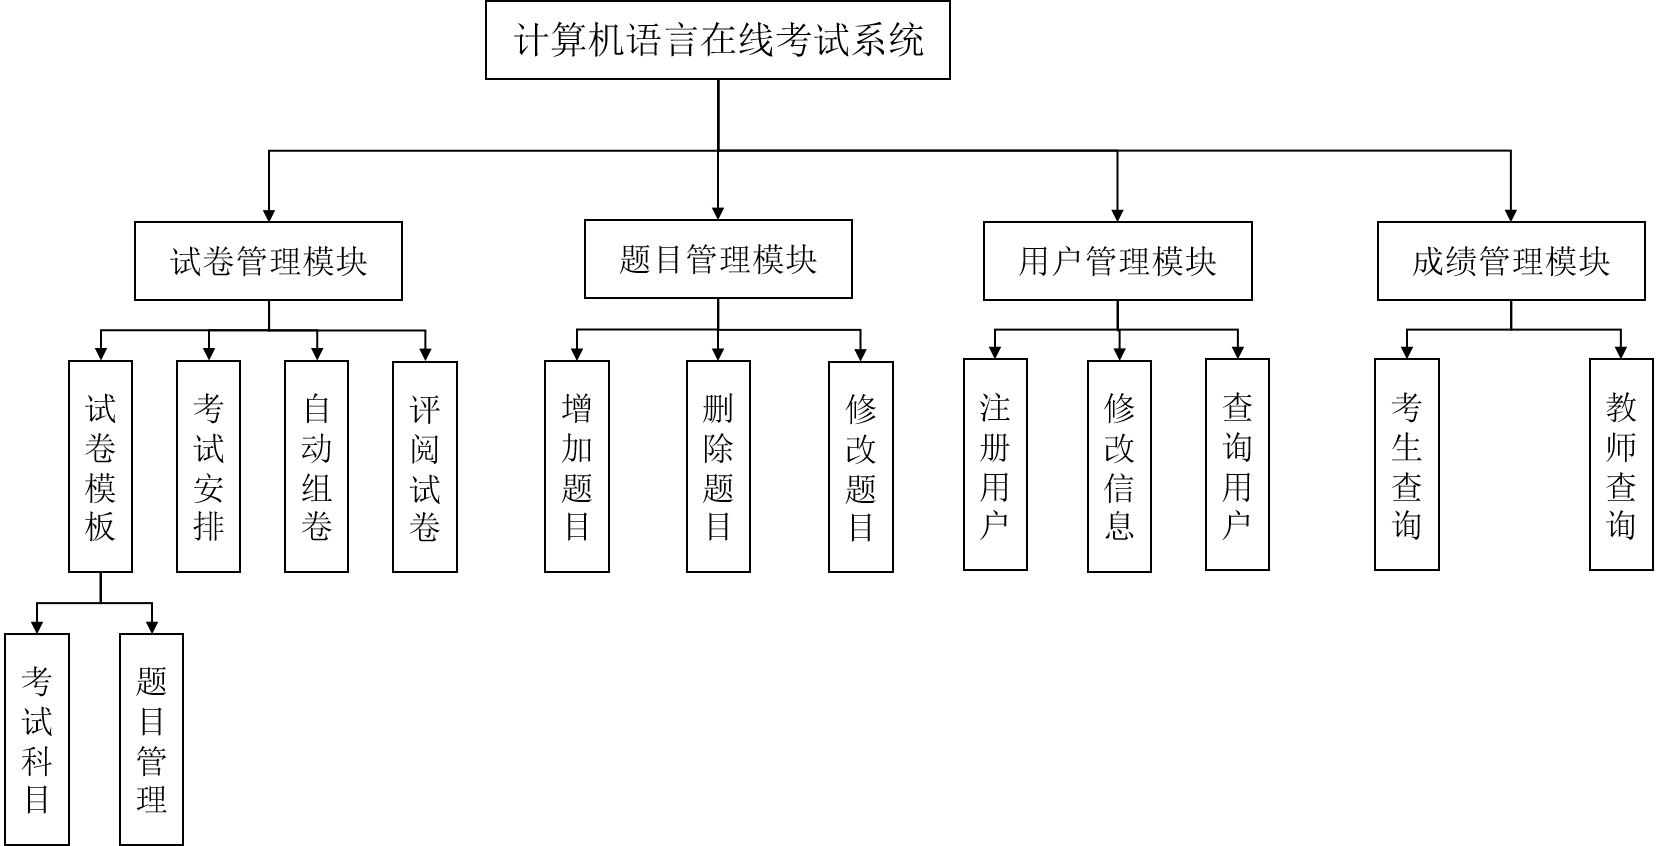 计算机语言在线考试系统
试卷管理模块
题目管理模块
用户管理模块
成绩管理模块
试卷模板
考试安排
自动组卷
评阅试卷
增加题目
删除题目
修改题目
注册用户
修改信息
查询用户
考生查询
教师查询
考试科目
题目管理